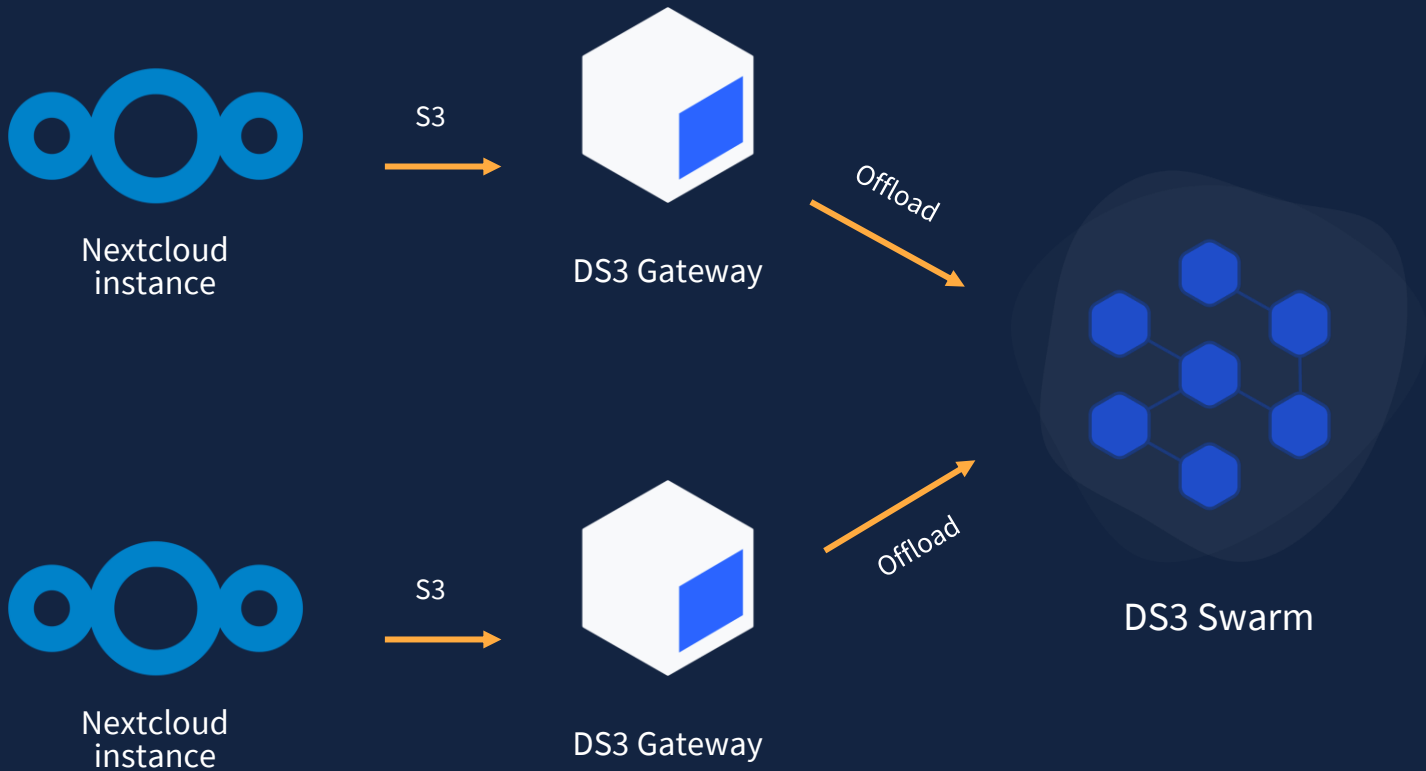 S3
Offload
Nextcloud
instance
DS3 Gateway
S3
Offload
DS3 Swarm
Nextcloud
instance
DS3 Gateway